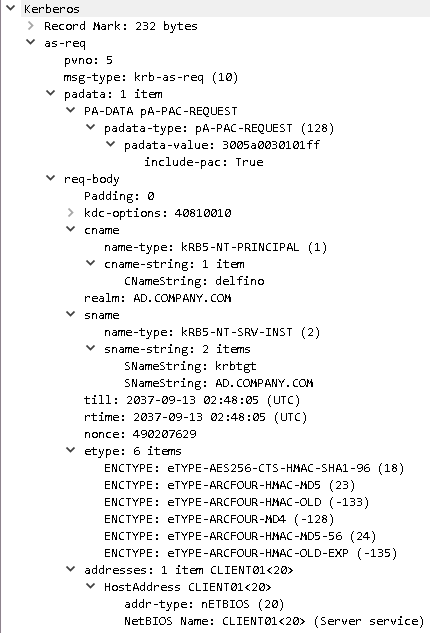 Kerberos
Record Mark: 232 bytes
as-req
pvno: 5
msg-type: krb-as-req (10)
padata: 1 item
PA-DATA pA-PAC-REQUEST
padata-type: pA-PAC-REQUEST (128)
padata-value: 3005a0030101ff
include-pac: True
req-body
Padding: 0
kdc-options: 40810010
cname
name-type: kRB5-NT-PRINCIPAL (1)
cname-string: 1 item
CNameString: delfino
realm: AD.COMPANY.COM
sname
name-type: kRB5-NT-SRV-INST (2)
sname-string: 2 items
SNameString: krbtgt
SNameString: AD.COMPANY.COM
till: 2037-09-13 02:48:05 (UTC)
rtime: 2037-09-13 02:48:05 (UTC)
nonce: 490207629
etype: 6 items
ENCTYPE: eTYPE-AES256-CTS-HMAC-SHA1-96 (18)
ENCTYPE: eTYPE-ARCFOUR-HMAC-MD5 (23)
ENCTYPE: eTYPE-ARCFOUR-HMAC-OLD (-133)
ENCTYPE: eTYPE-ARCFOUR-MD4 (-128)
ENCTYPE: eTYPE-ARCFOUR-HMAC-MD5-56 (24)
ENCTYPE: eTYPE-ARCFOUR-HMAC-OLD-EXP (-135)
addresses: 1 item CLIENT01<20>
HostAddress CLIENT01<20>
addr-type: nETBIOS (20)
NetBIOS Name: CLIENT01<20> (Server service)